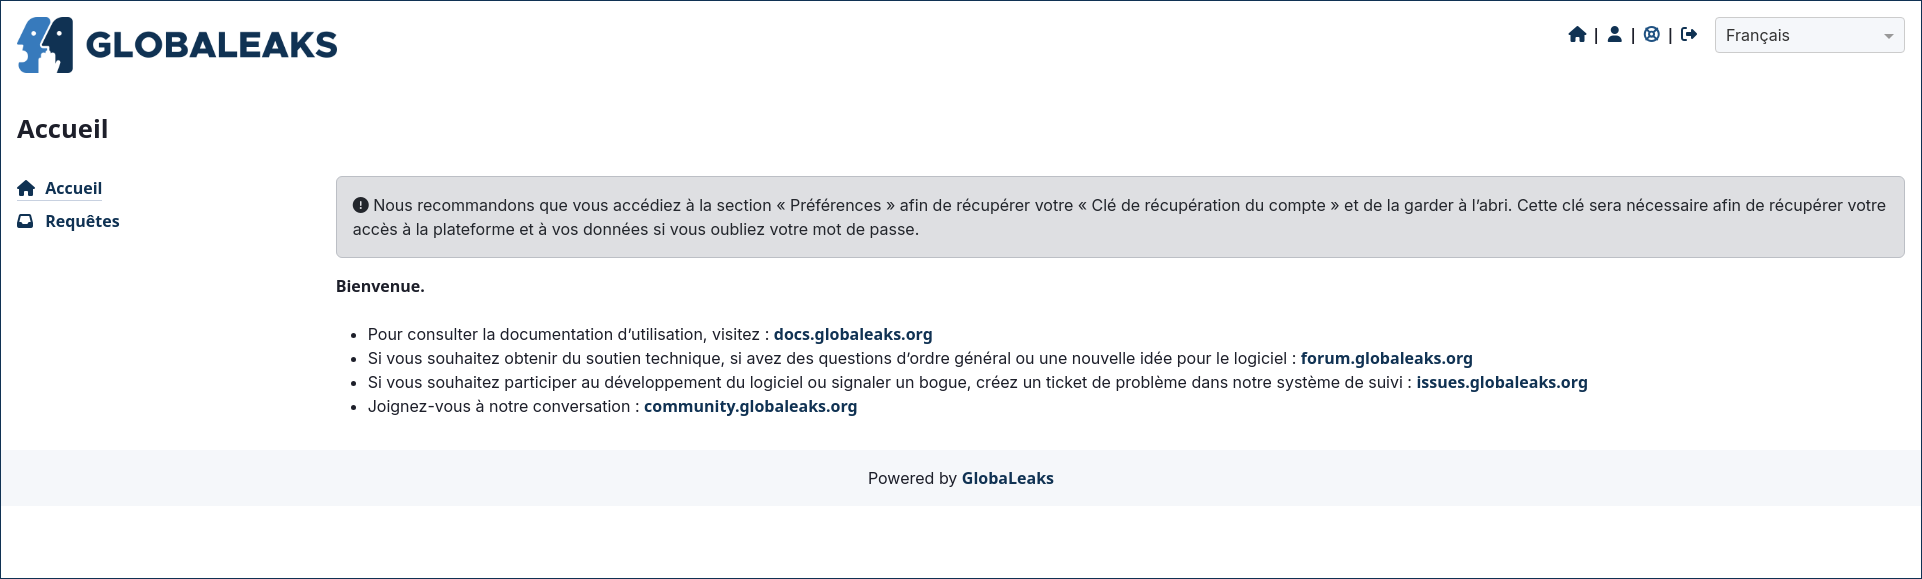 GLOBALEAKS
| | | Français
Accueil
Accueil
Requêtes
Nous recommandons que vous accédiez à la section « Préférences » afin de récupérer votre « Clé de récupération du compte » et de la garder à l’abri. Cette clé sera nécessaire afin de récupérer votre
accès à la plateforme et à vos données si vous oubliez votre mot de passe.
Bienvenue.
• Pour consulter la documentation d’utilisation, visitez : docs.globaleaks.org
• Si vous souhaitez obtenir du soutien technique, si avez des questions d’ordre général ou une nouvelle idée pour le logiciel : forum.globaleaks.org
• Si vous souhaitez participer au développement du logiciel ou signaler un bogue, créez un ticket de problème dans notre système de suivi : issues.globaleaks.org
• Joignez-vous à notre conversation : community.globaleaks.org
Powered by GlobaLeaks